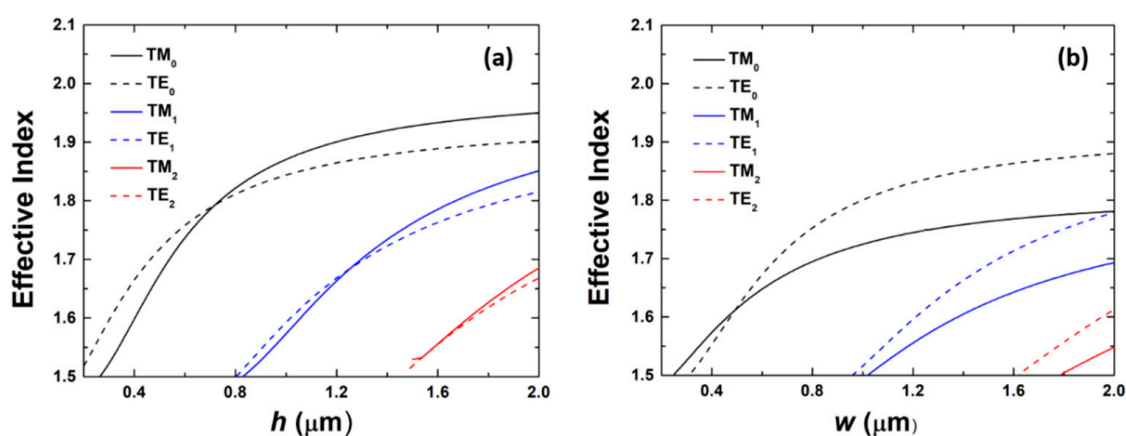 (a)
TM0
TE0
TM1
TE1
TM2
TE2
2.1
2.0
1.9
1.8
1.7
1.6
1.5
Effective Index
0.4 0.8 1.2 1.6 2.0
h (μm)
(b)
TM0
TE0
TM1
TE1
TM2
TE2
2.1
2.0
1.9
1.8
1.7
1.6
1.5
Effective Index
0.4 0.8 1.2 1.6 2.0
w (μm)